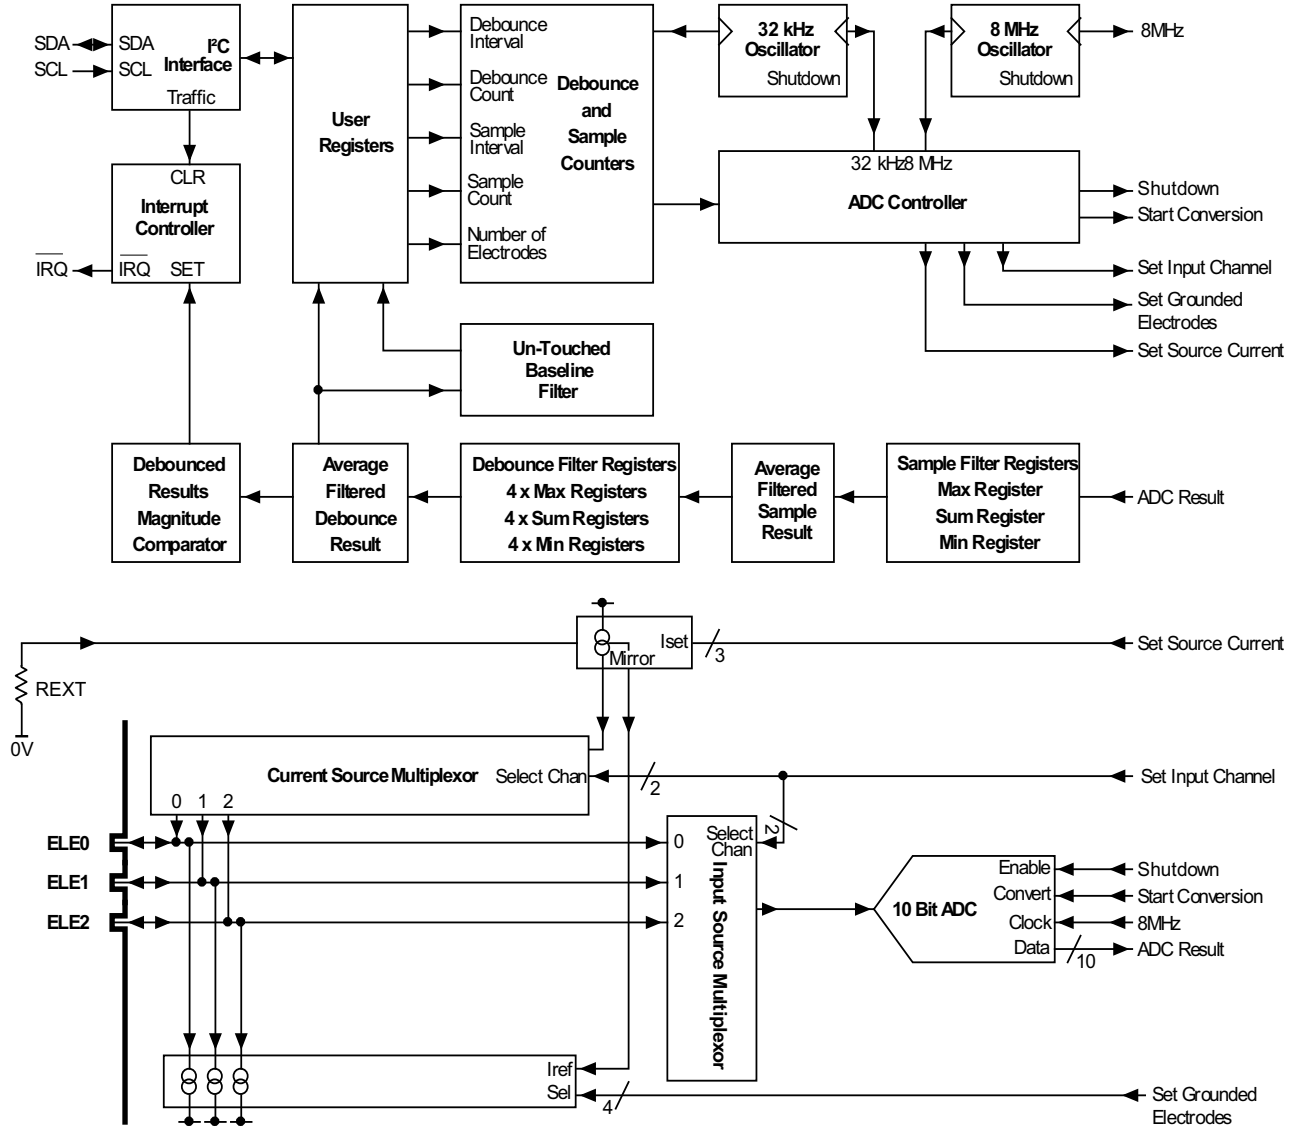 SDA
SCL
SDA
SCL
I²C
Interface
Traffic
CLR
Interrupt
Controller
IRQ
IRQ
SET
User
Registers
Debounce
Interval
Debounce
Count
Sample
Interval
Sample
Count
Number of
Electrodes
Debounce
and
Sample
Counters
32 kHz
Oscillator
Shutdown
8 MHz
Oscillator
Shutdown
8MHz
32 kHz8 MHz
ADC Controller
Shutdown
Start Conversion
Set Input Channel
Set Grounded
Electrodes
Set Source Current
Un-Touched
Baseline
Filter
Debounced
Results
Magnitude
Comparator
Average
Filtered
Debounce
Result
Debounce Filter Registers
4 x Max Registers
4 x Sum Registers
4 x Min Registers
Average
Filtered
Sample
Result
Sample Filter Registers
Max Register
Sum Register
Min Register
ADC Result
REXT
0V
Iset
Mirror
3
Set Source Current
Current Source Multiplexor
Select Chan
2
Set Input Channel
0 1 2
ELE0
ELE1
ELE2
2
Select
Chan
0
1
2
Input Source Multiplexor
10 Bit ADC
Enable
Convert
Clock
Data
10
Shutdown
Start Conversion
8MHz
ADC Result
Iref
Sel
4
Set Grounded
Electrodes